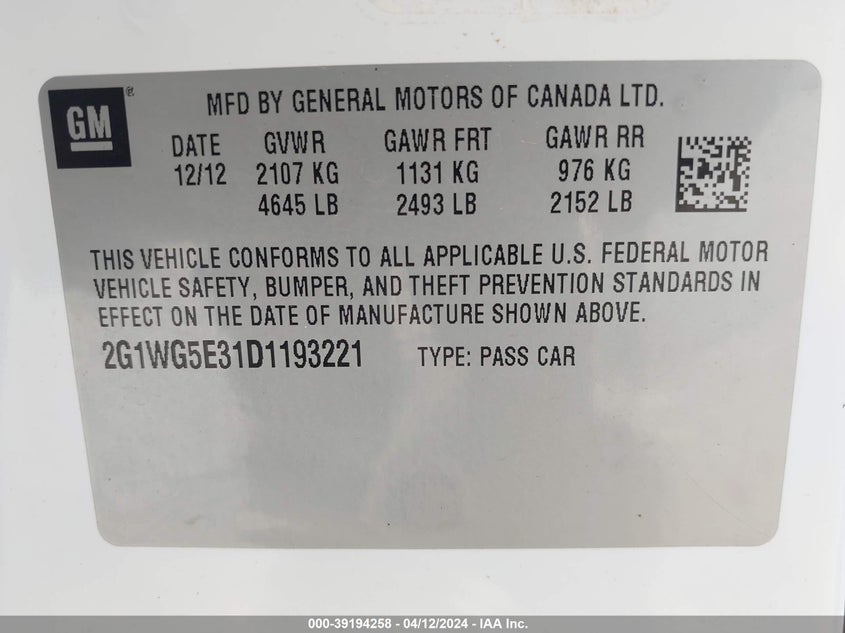 GM®
MFD BY GENERAL MOTORS OF CANADA LTD.
DATE GVWR GAWR FRT GAWR RR
12/12 2107 KG 1131 KG 976 KG
4645 LB 2493 LB 2152 LB
THIS VEHICLE CONFORMS TO ALL APPLICABLE U.S. FEDERAL MOTOR
VEHICLE SAFETY, BUMPER, AND THEFT PREVENTION STANDARDS IN
EFFECT ON THE DATE OF MANUFACTURE SHOWN ABOVE.
2G1WG5E31D1193221 TYPE: PASS CAR
000-39194258 - 04/12/2024 - IAA Inc.